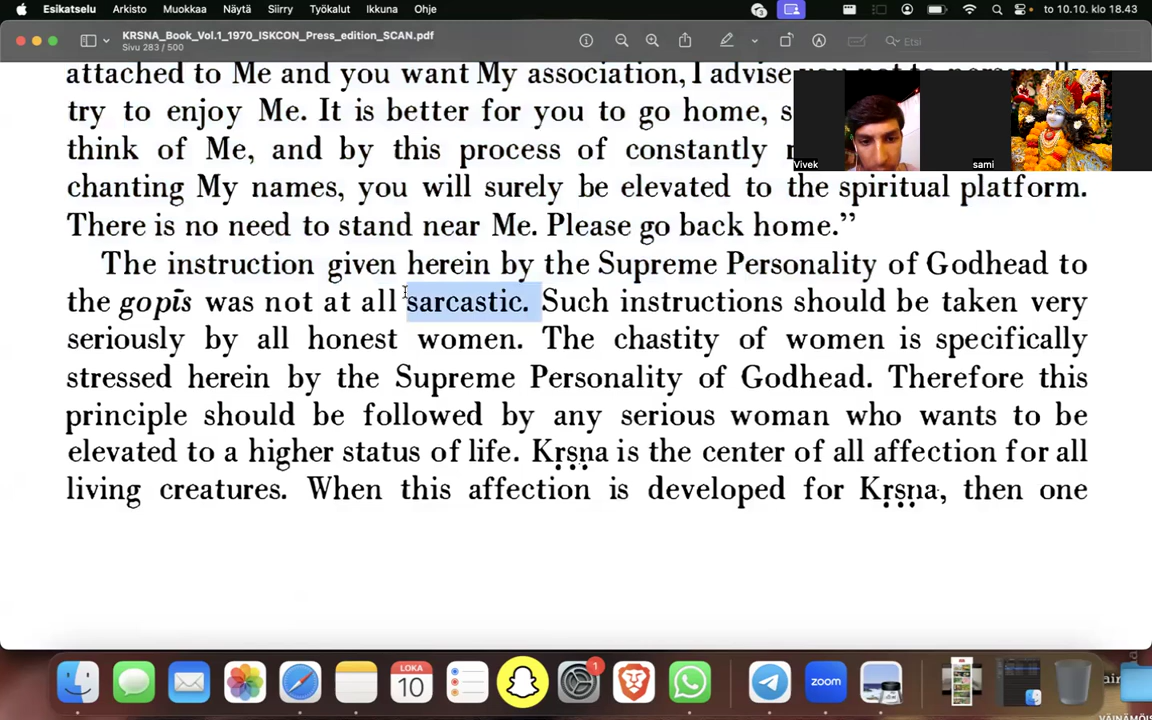 Esikatselu Arkisto Muokkaa Näytä Siirry Työkalut Ikkuna Ohje 3 to 10.10. klo 18.43
KRSNA_Book_Vol.1_1970_ISKCON_Press_edition_SCAN.pdf
Sivu 283 / 500
Etsi
attached to Me and you want My association, I advise you not to personally
try to enjoy Me. It is better for you to go home, s
think of Me, and by this process of constantly
chanting My names, you will surely be elevated to the spiritual platform.
There is no need to stand near Me. Please go back home.”
The instruction given herein by the Supreme Personality of Godhead to
the gopīs was not at all sarcastic. Such instructions should be taken very
seriously by all honest women. The chastity of women is specifically
stressed herein by the Supreme Personality of Godhead. Therefore this
principle should be followed by any serious woman who wants to be
elevated to a higher status of life. Kṛṣṇa is the center of all affection for all
living creatures. When this affection is developed for Kṛṣṇa, then one
Vivek
sami
LOKA
10
1
zoom
VÄINÄMÖIS